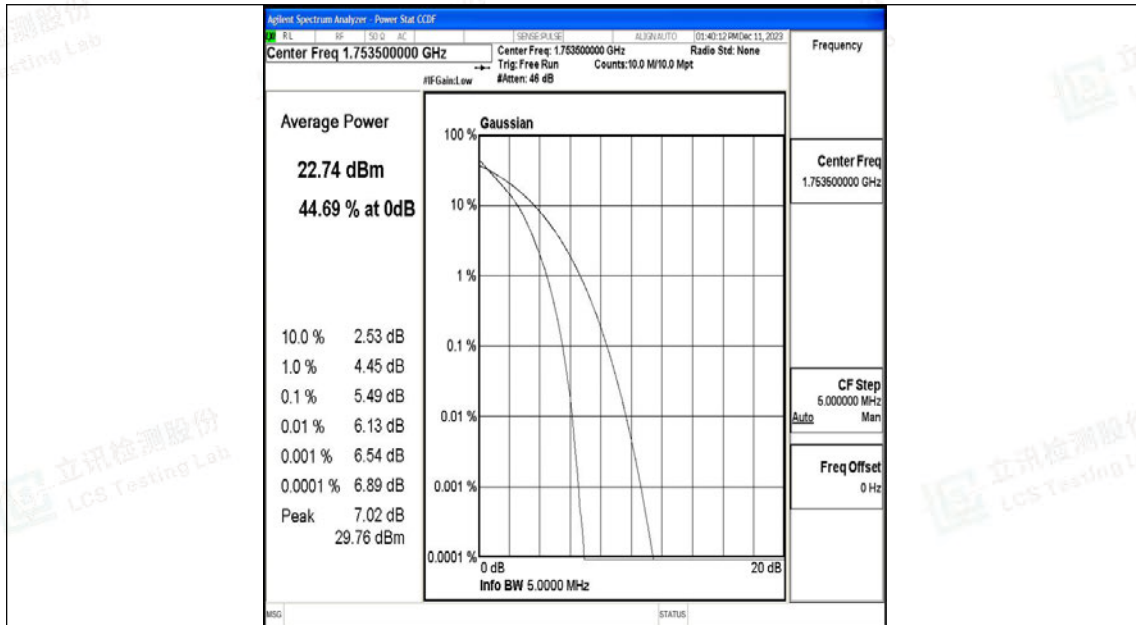 Agilent Spectrum Analyzer - Power Stat CCDF
RL RF 50 Ω AC SENSE:PULSE ALIGNAUTO 01:40:12 PM Dec 11, 2023
Center Freq 1.753500000 GHz
Center Freq: 1.753500000 GHz Radio Std: None
Trig: Free Run Counts:10.0 M/10.0 Mpt
#IFGain:Low #Atten: 46 dB
Frequency
Average Power
22.74 dBm
44.69 % at 0dB
10.0 % 2.53 dB
1.0 % 4.45 dB
0.1 % 5.49 dB
0.01 % 6.13 dB
0.001 % 6.54 dB
0.0001 % 6.89 dB
Peak 7.02 dB
29.76 dBm
Gaussian
100 %
10 %
1 %
0.1 %
0.01 %
0.001 %
0.0001 %
0 dB 20 dB
Info BW 5.0000 MHz
Center Freq
1.753500000 GHz
CF Step
5.000000 MHz
Auto Man
Freq Offset
0 Hz
MSG STATUS
立讯检测股份
LCS Testing Lab